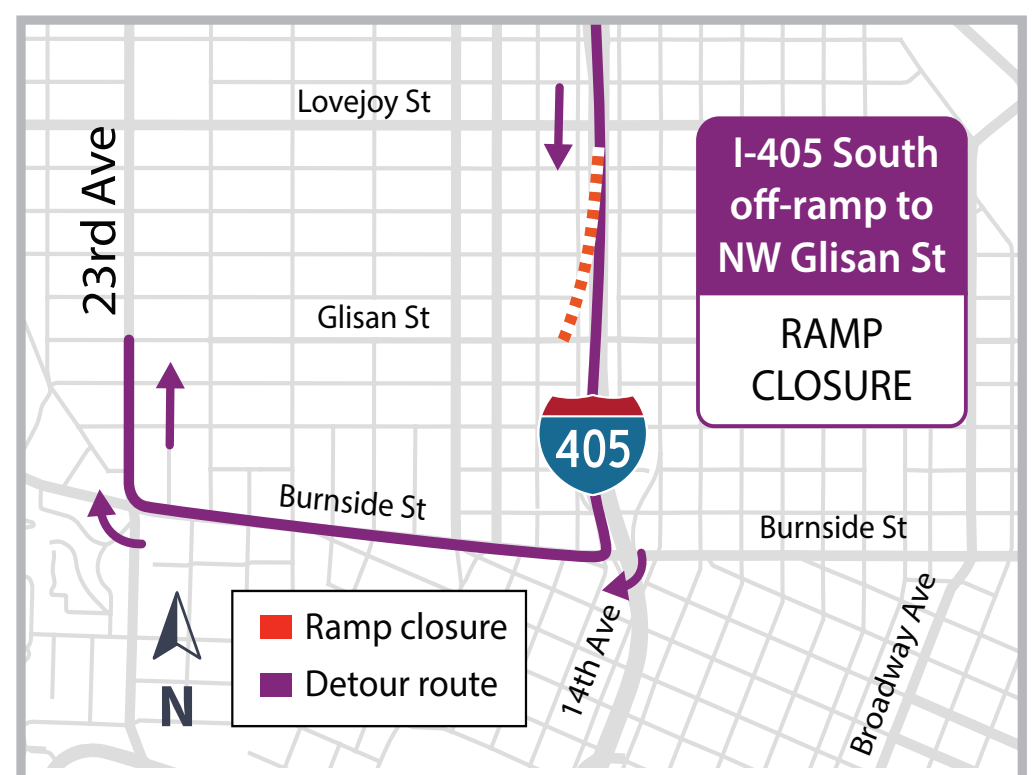 Lovejoy St
23rd Ave
I-405 South
off-ramp to
NW Glisan St
RAMP
CLOSURE
Glisan St
405
Burnside St
Burnside St
14th Ave
Broadway Ave
N
Ramp closure
Detour route